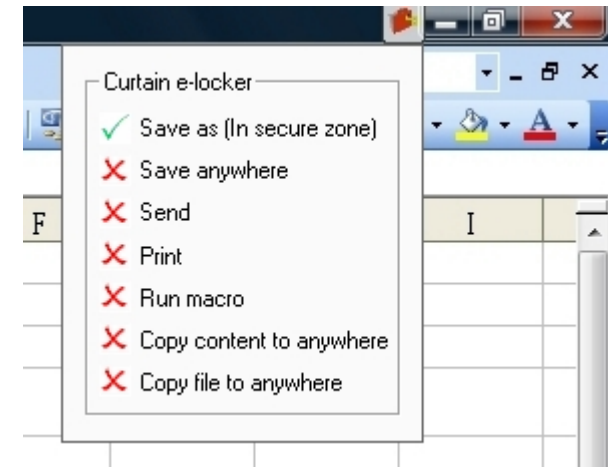 Curtain e-locker
Save as (In secure zone)
Save anywhere
Send
Print
Run macro
Copy content to anywhere
Copy file to anywhere
A
F
I